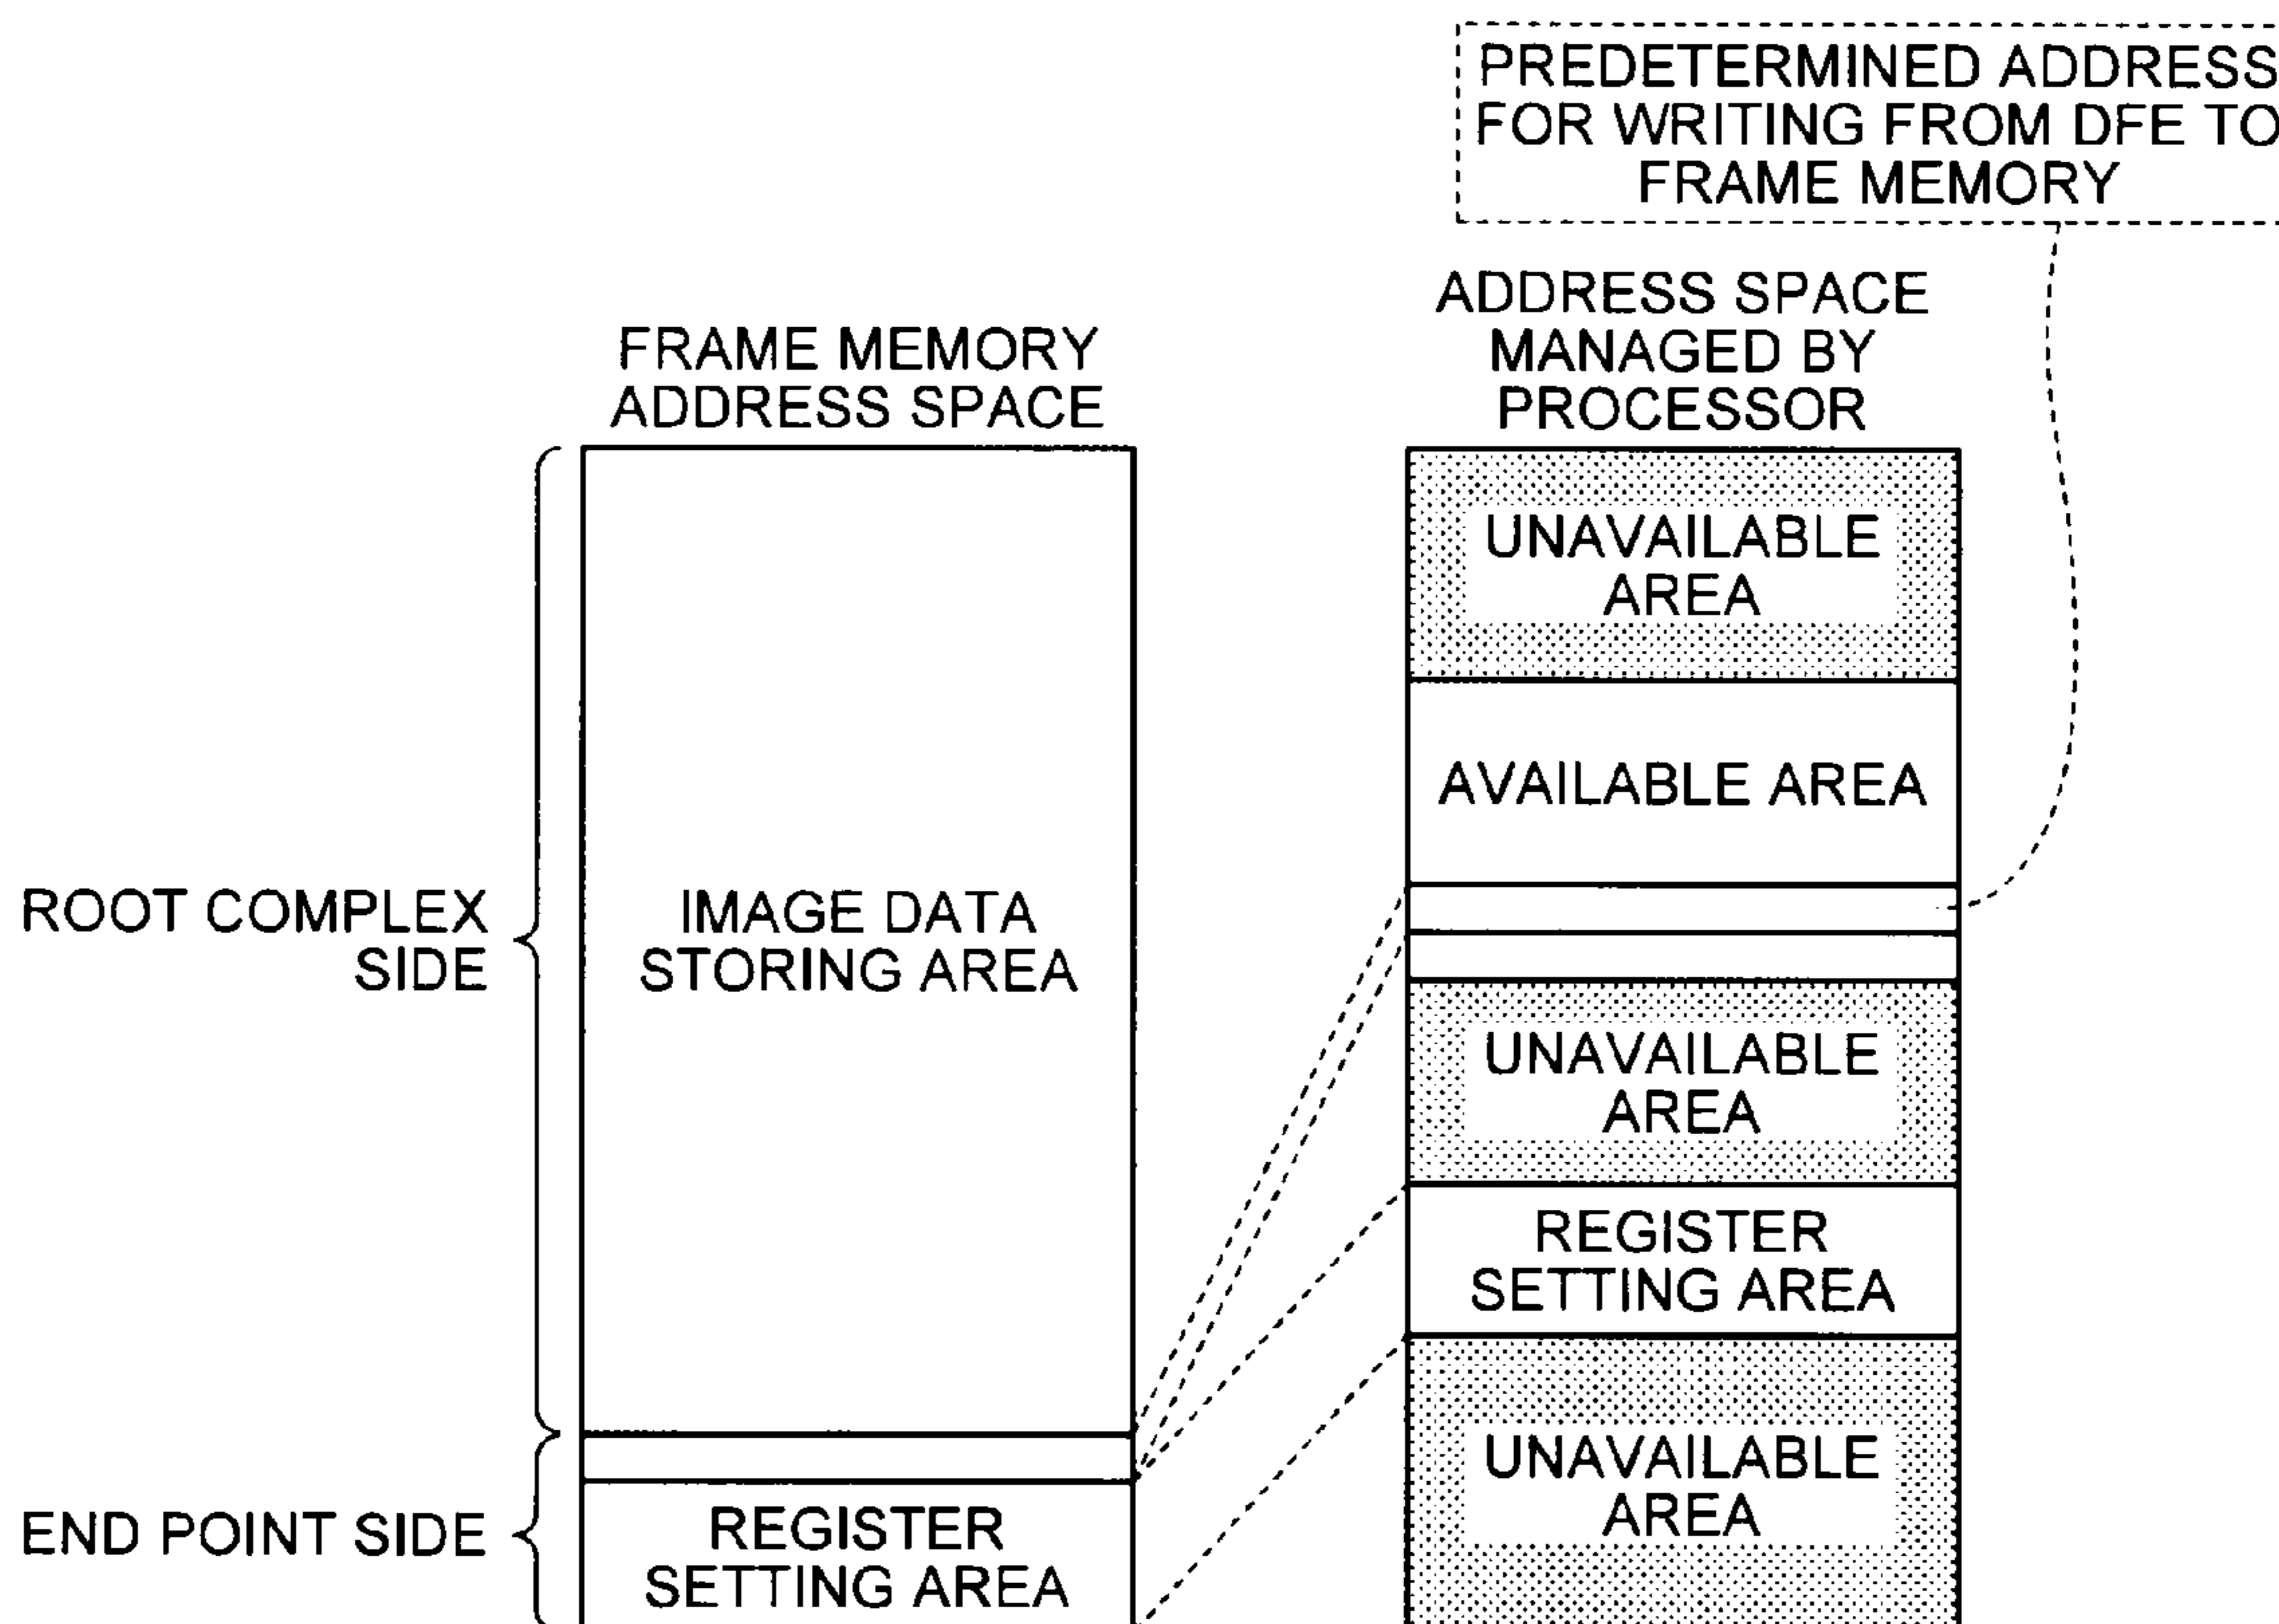 PREDETERMINED ADDRESS
FOR WRITING FROM DFE TO
FRAME MEMORY
FRAME MEMORY
ADDRESS SPACE
ADDRESS SPACE
MANAGED BY
PROCESSOR
ROOT COMPLEX
SIDE
IMAGE DATA
STORING AREA
END POINT SIDE
REGISTER
SETTING AREA
UNAVAILABLE
AREA
AVAILABLE AREA
UNAVAILABLE
AREA
REGISTER
SETTING AREA
UNAVAILABLE
AREA